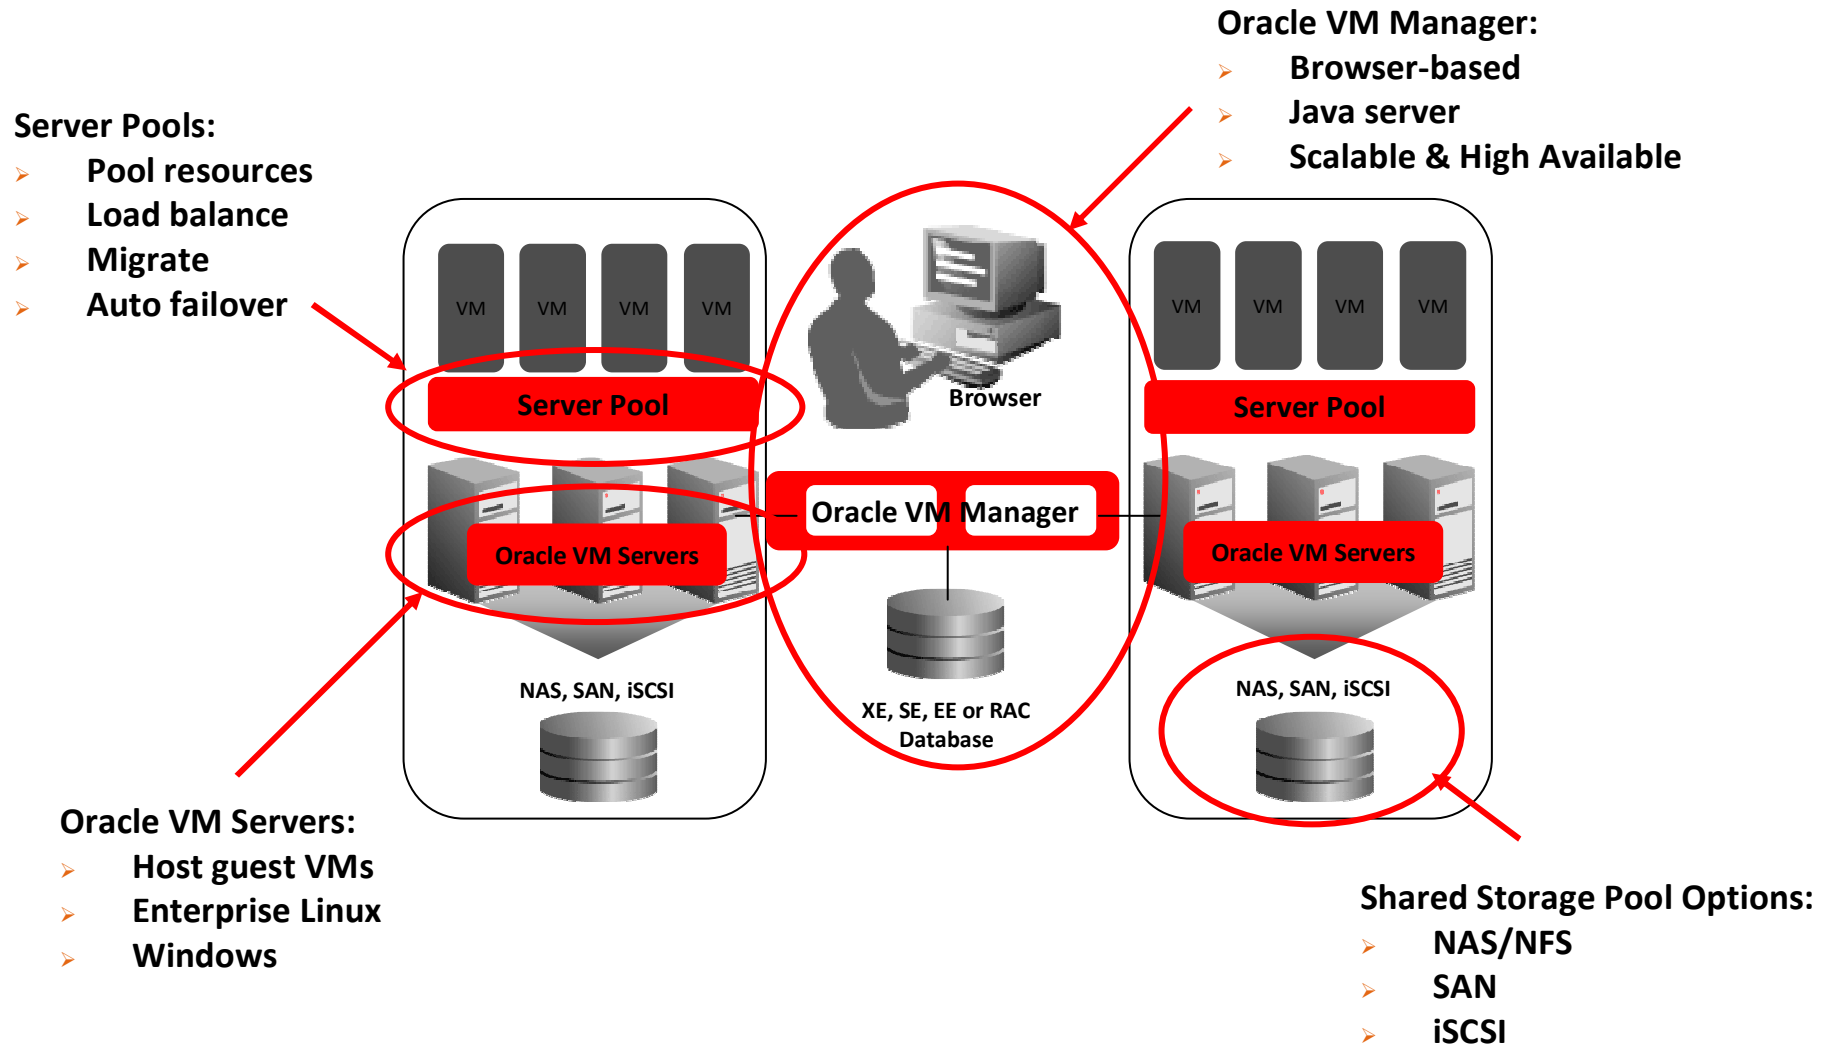 Oracle VM Manager:
Browser-based
Java server
Scalable & High Available
Server Pools:
Pool resources
Load balance
Migrate
Auto failover
VM
VM
VM
VM
Server Pool
Oracle VM Servers
NAS, SAN, iSCSI
Browser
Oracle VM Manager
XE, SE, EE or RAC
Database
VM
VM
VM
VM
Server Pool
Oracle VM Servers
NAS, SAN, iSCSI
Oracle VM Servers:
Host guest VMs
Enterprise Linux
Windows
Shared Storage Pool Options:
NAS/NFS
SAN
iSCSI